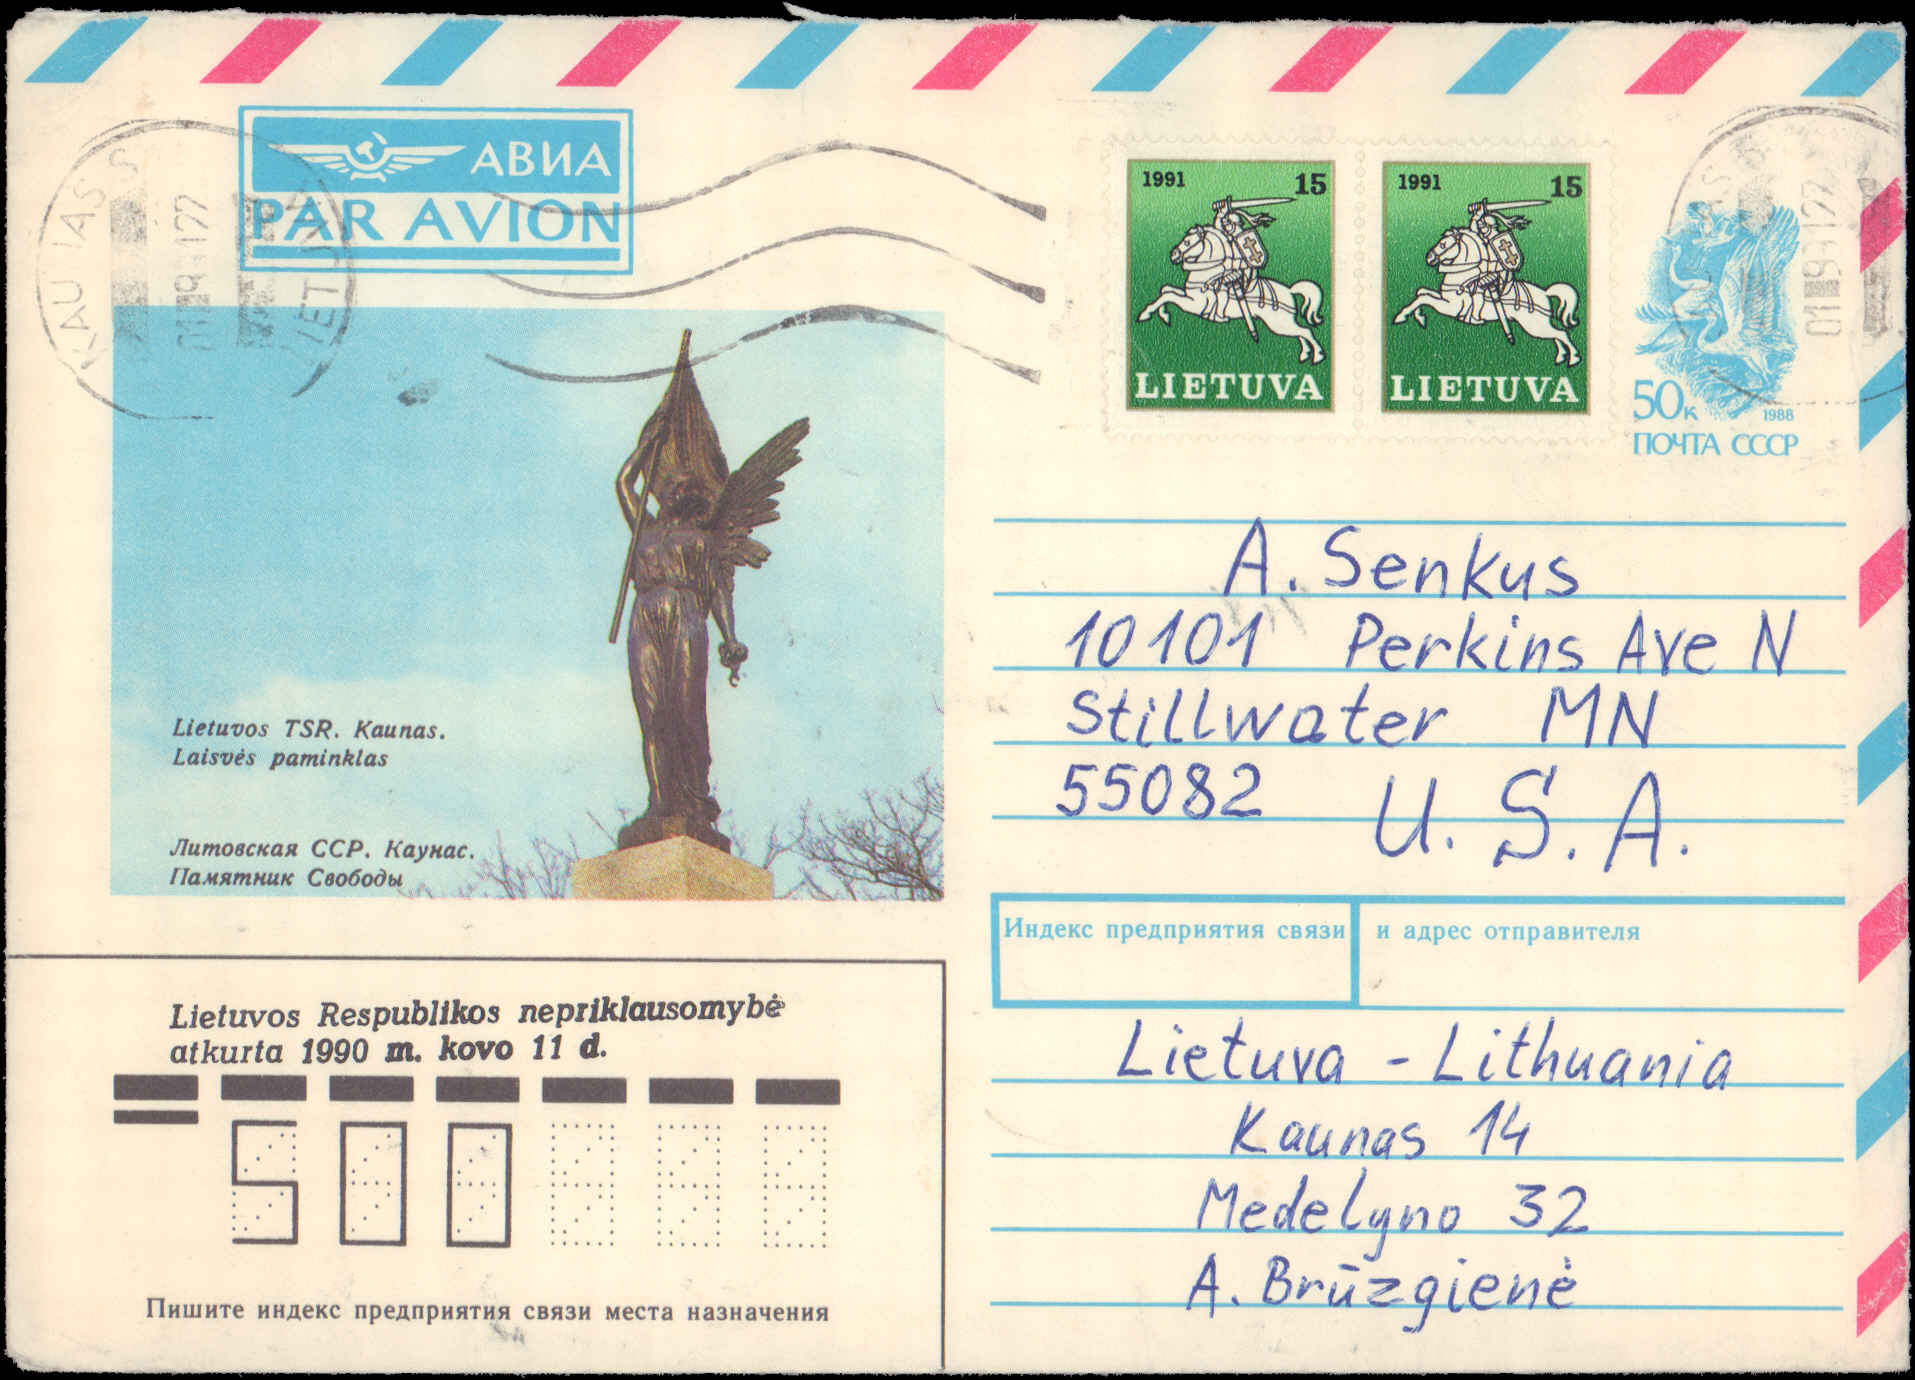 АВИА
PAR AVION
1991 15
LIETUVA
1991 15
LIETUVA
50к 1988
ПОЧТА СССР
A. Senkus
10101 Perkins Ave N
Stillwater MN
55082 U.S.A.
Lietuvos TSR. Kaunas.
Laisvės paminklas
Литовская ССР. Каунас.
Памятник Свободы
Индекс предприятия связи и адрес отправителя
Lietuva - Lithuania
Kaunas 14
Medelyno 32
A. Brūzgienė
Lietuvos Respublikos nepriklausomybė
atkurta 1990 m. kovo 11 d.
500
Пишите индекс предприятия связи места назначения